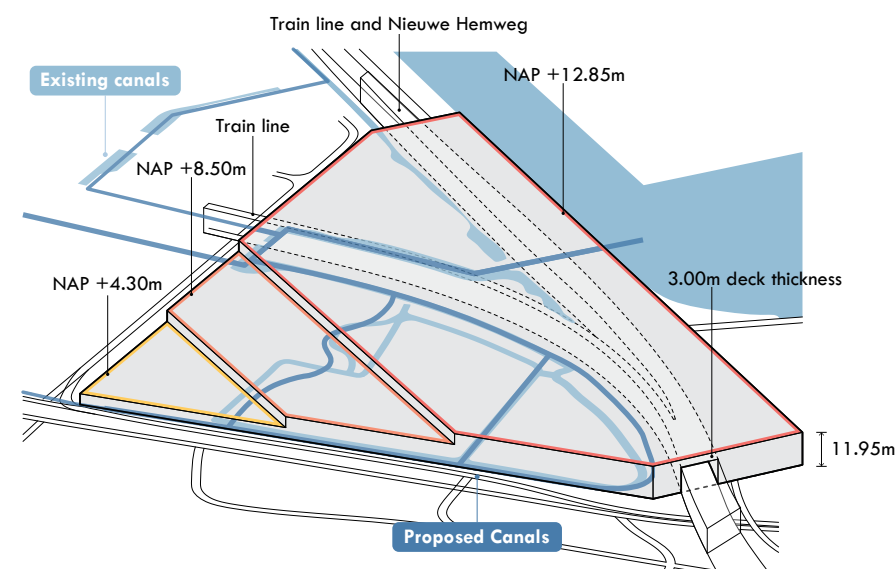 Train line and Nieuwe Hemweg
NAP +12.85m
Existing canals
Train line
NAP +8.50m
NAP +4.30m
3.00m deck thickness
11.95m
Proposed Canals